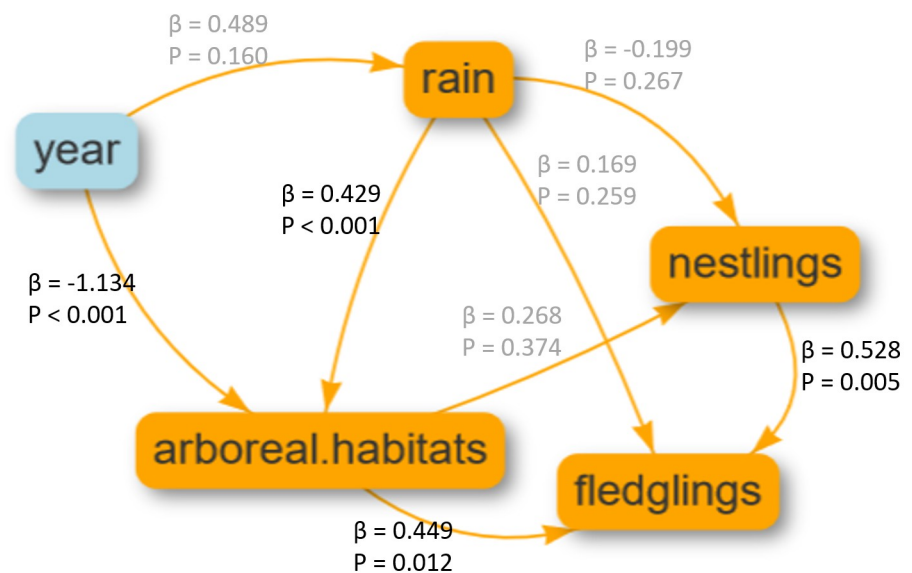 β = 0.489
P = 0.160
rain
β = -0.199
P = 0.267
year
β = 0.429
P < 0.001
β = 0.169
P = 0.259
nestlings
β = -1.134
P < 0.001
β = 0.268
P = 0.374
β = 0.528
P = 0.005
arboreal.habitats
fledglings
β = 0.449
P = 0.012